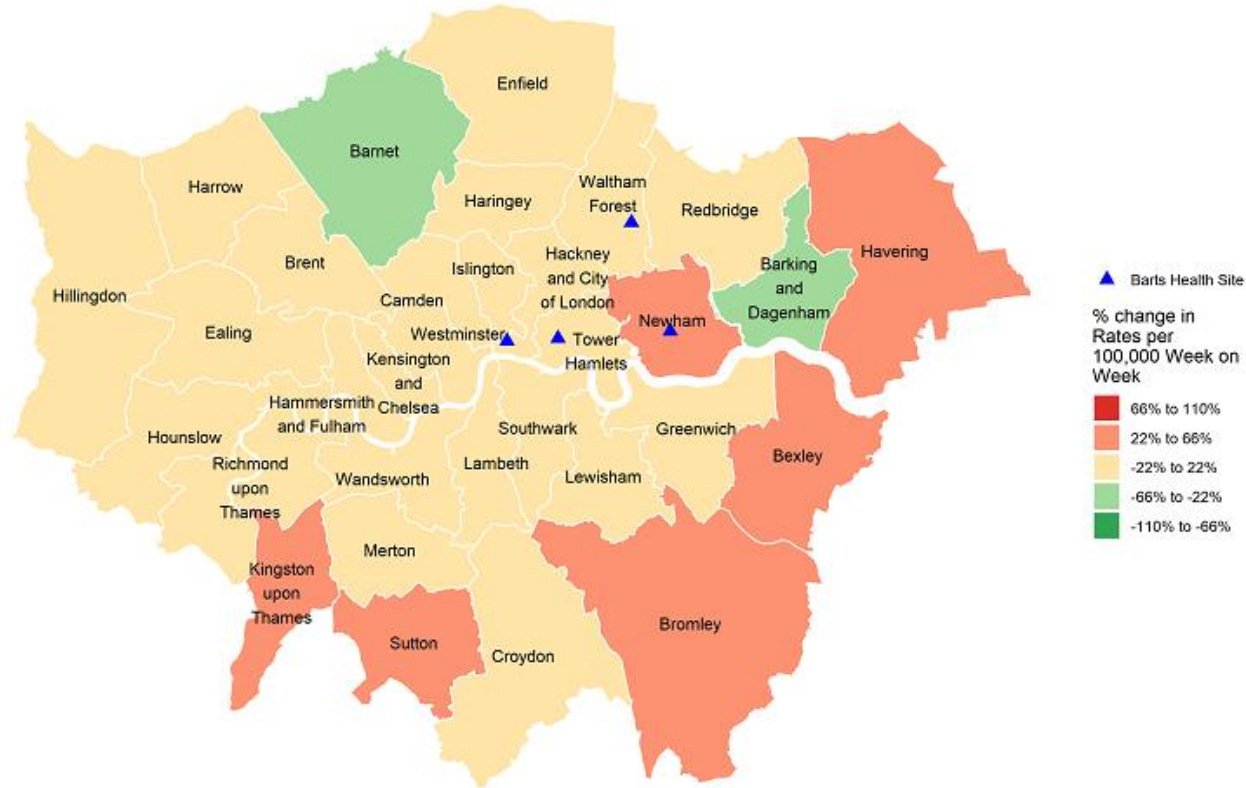 Enfield
Barnet
Harrow
Haringey
Waltham
Forest
Redbridge
Havering
Brent
Islington
Hackney
and City
of London
Barking
and
Dagenham
Hillingdon
Camden
Ealing
Westminster
Newham
Tower
Hamlets
Kensington
and
Chelsea
Hammersmith
and Fulham
Hounslow
Southwark
Greenwich
Richmond
upon
Thames
Wandsworth
Lambeth
Lewisham
Bexley
Merton
Kingston
upon
Thames
Sutton
Croydon
Bromley
Barts Health Site
% change in
Rates per
100,000 Week on
Week
66% to 110%
22% to 66%
-22% to 22%
-66% to -22%
-110% to -66%